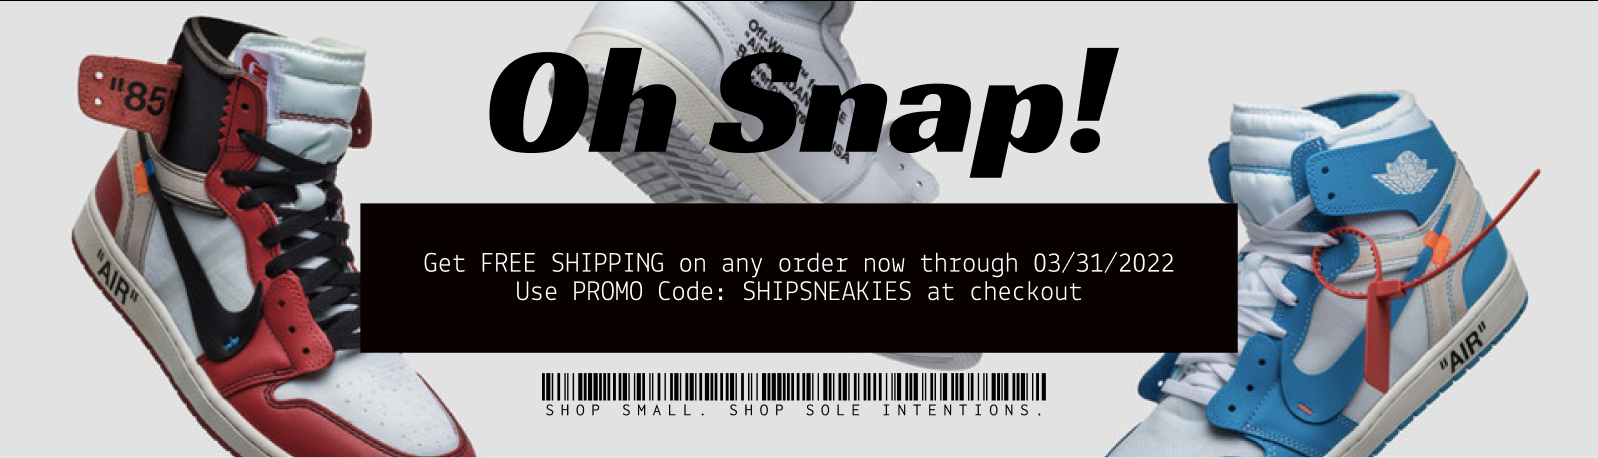 Oh Snap!
"85"
Off-W
Get FREE SHIPPING on any order now through 03/31/2022
Use PROMO Code: SHIPSNEAKIES at checkout
"AIR"
"AIR"
SHOP SMALL. SHOP SOLE INTENTIONS.